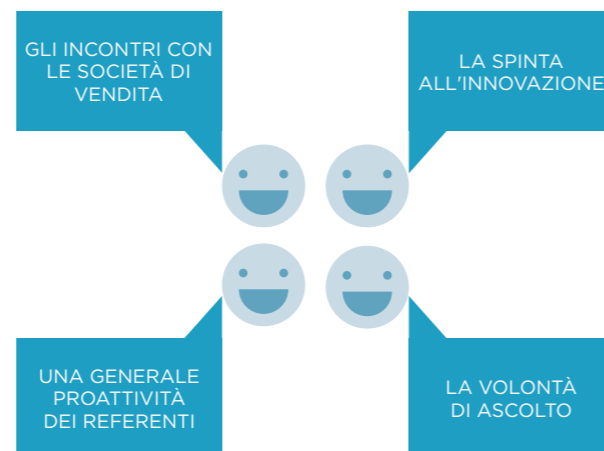 GLI INCONTRI CON
LE SOCIETÀ DI
VENDITA
LA SPINTA
ALL'INNOVAZIONE
UNA GENERALE
PROATTIVITÀ
DEI REFERENTI
LA VOLONTÀ
DI ASCOLTO